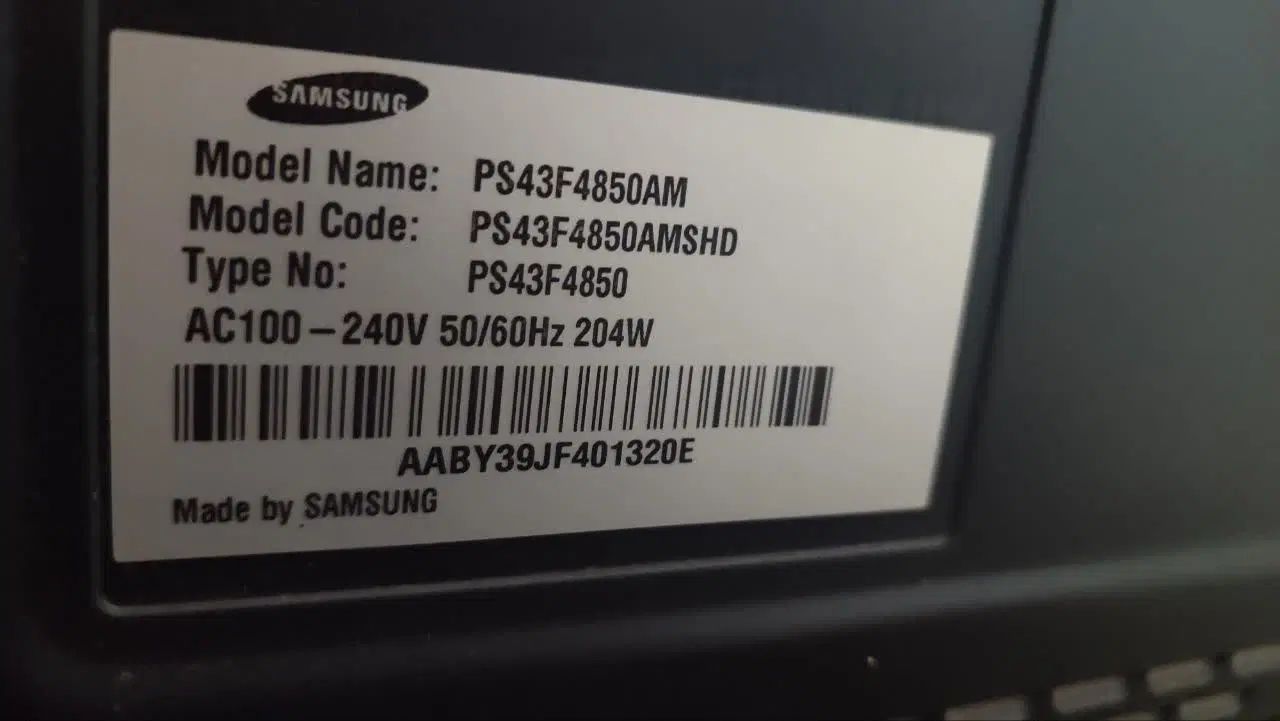 SAMSUNG
Model Name: PS43F4850AM
Model Code: PS43F4850AMSHD
Type No: PS43F4850
AC100-240V 50/60Hz 204W
AABY39JF401320E
Made by SAMSUNG